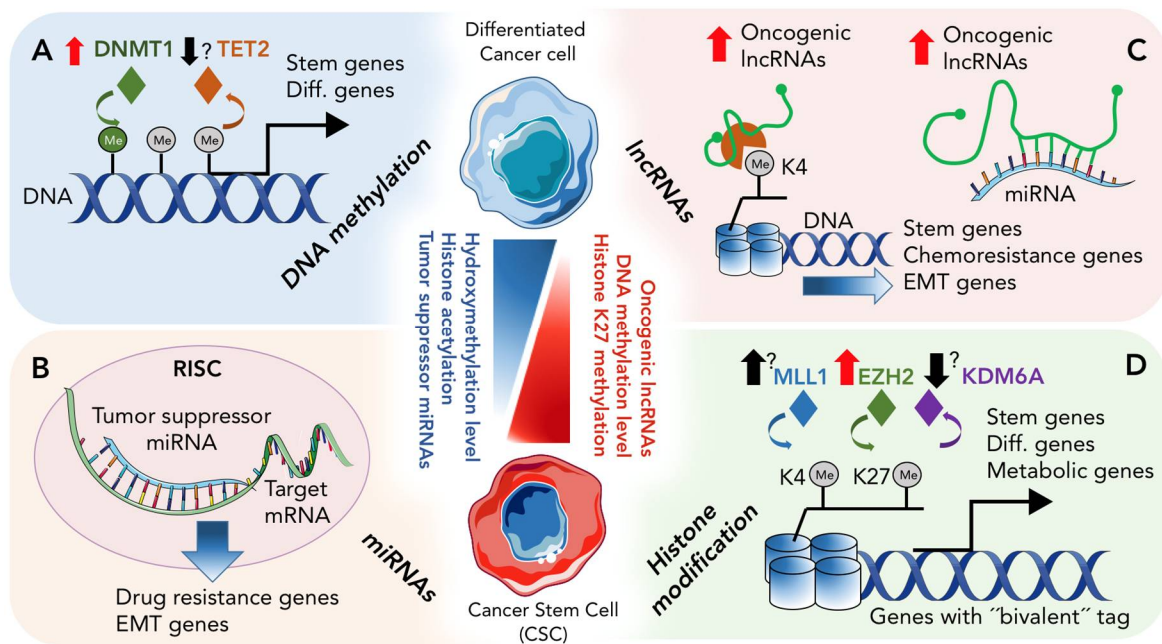 A
DNMT1
?
TET2
Stem genes
Diff. genes
Me
Me
Me
DNA
DNA methylation
Differentiated
Cancer cell
Hydroxymethylation level
Histone acetylation
Tumor suppressor miRNAs
Oncogenic lncRNAs
DNA methylation level
Histone K27 methylation
Cancer Stem Cell
(CSC)
C
Oncogenic
lncRNAs
Oncogenic
lncRNAs
Me
K4
miRNA
lncRNAs
DNA
Stem genes
Chemoresistance genes
EMT genes
B
RISC
Tumor suppressor
miRNA
Target
mRNA
Drug resistance genes
EMT genes
miRNAs
D
?
MLL1
EZH2
?
KDM6A
Stem genes
Diff. genes
Metabolic genes
K4
Me
K27
Me
Histone
modification
Genes with ˝bivalent˝ tag